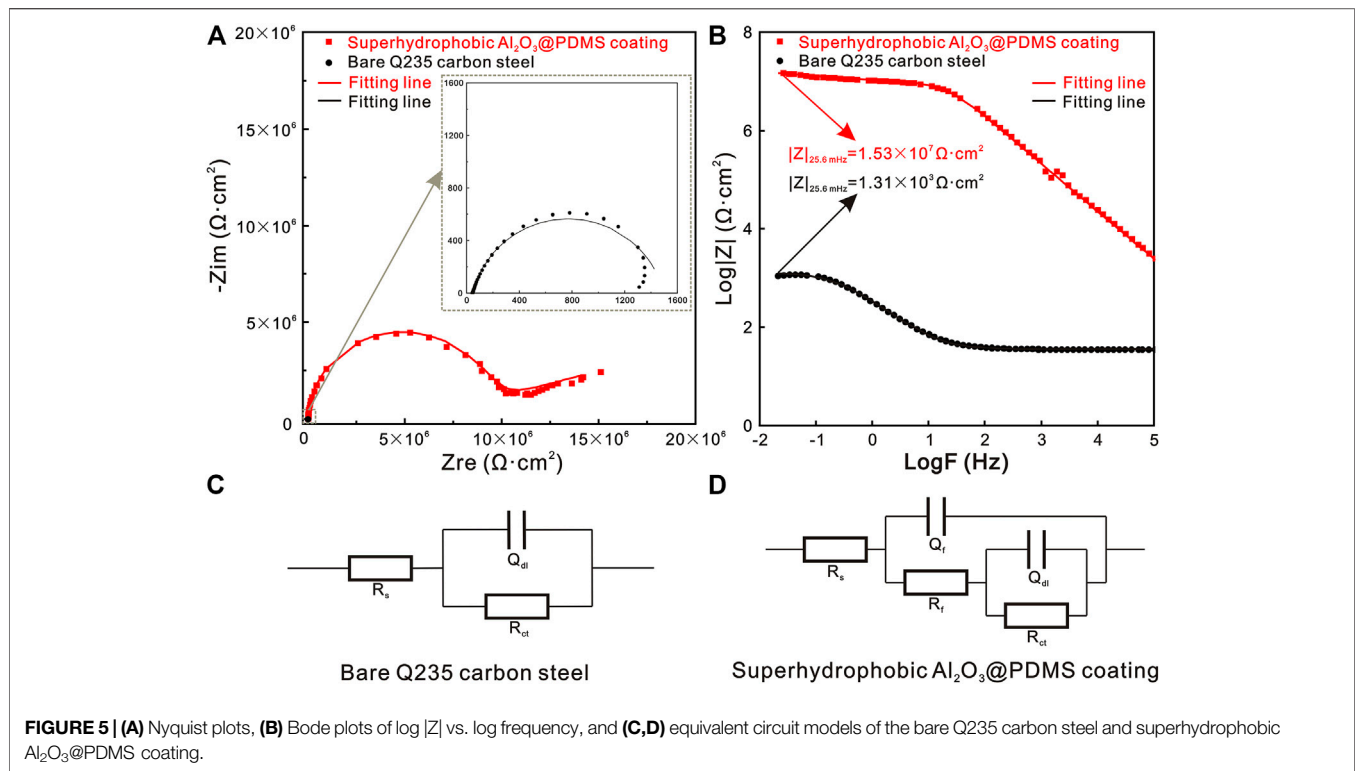 A
20×10⁶
15×10⁶
10×10⁶
5×10⁶
0
-Zim (Ω·cm²)
Superhydrophobic Al₂O₃@PDMS coating
Bare Q235 carbon steel
Fitting line
Fitting line
1600
1200
800
600
400
0
0 400 800 1200 1600
0 5×10⁶ 10×10⁶ 15×10⁶ 20×10⁶
Zre (Ω·cm²)
B
8
6
4
2
0
Log|Z| (Ω·cm²)
Superhydrophobic Al₂O₃@PDMS coating
Bare Q235 carbon steel
Fitting line
Fitting line
|Z|₂₅.₆ ₘHz=1.53×10⁷Ω·cm²
|Z|₂₅.₆ ₘHz=1.31×10³Ω·cm²
-2 -1 0 1 2 3 4 5
LogF (Hz)
C
Rs
Qdl
Rct
Bare Q235 carbon steel
D
Rs
Qf
Rf
Qdl
Rct
Superhydrophobic Al₂O₃@PDMS coating
FIGURE 5 | (A) Nyquist plots, (B) Bode plots of log |Z| vs. log frequency, and (C,D) equivalent circuit models of the bare Q235 carbon steel and superhydrophobic
Al₂O₃@PDMS coating.